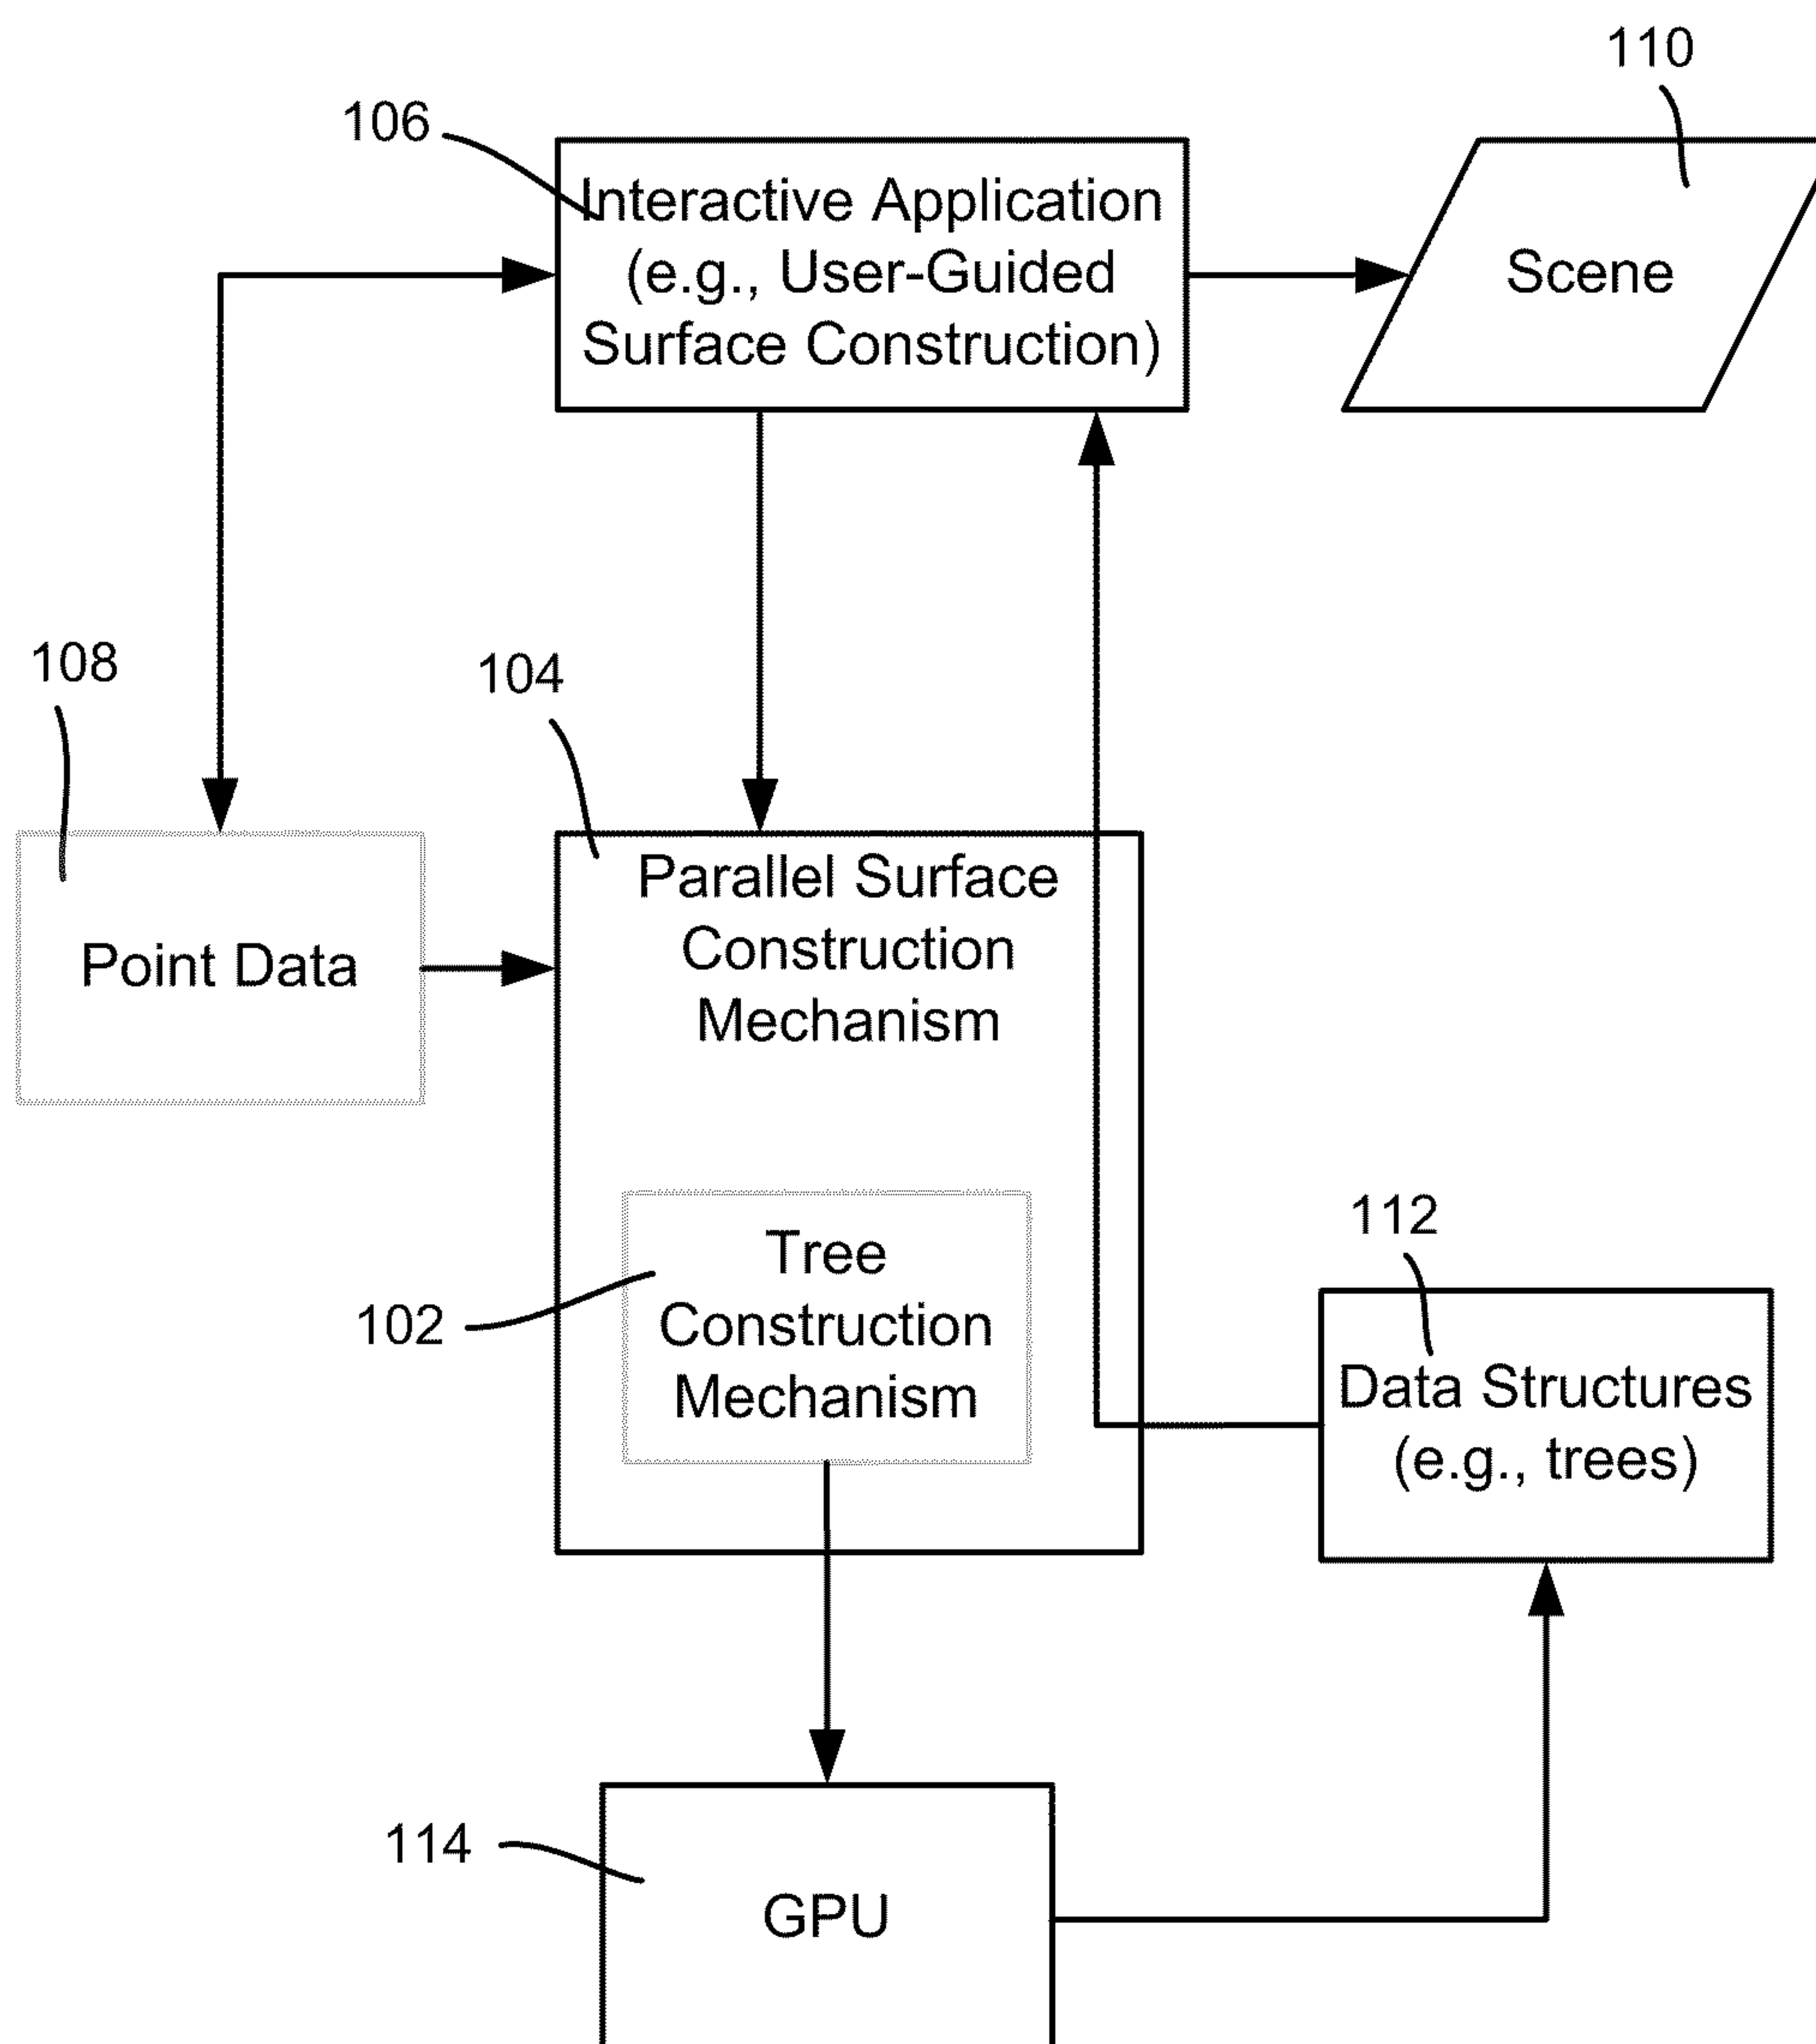 110
106
Interactive Application
(e.g., User-Guided
Surface Construction)
Scene
108
104
Point Data
Parallel Surface
Construction
Mechanism
112
102
Tree
Construction
Mechanism
Data Structures
(e.g., trees)
114
GPU